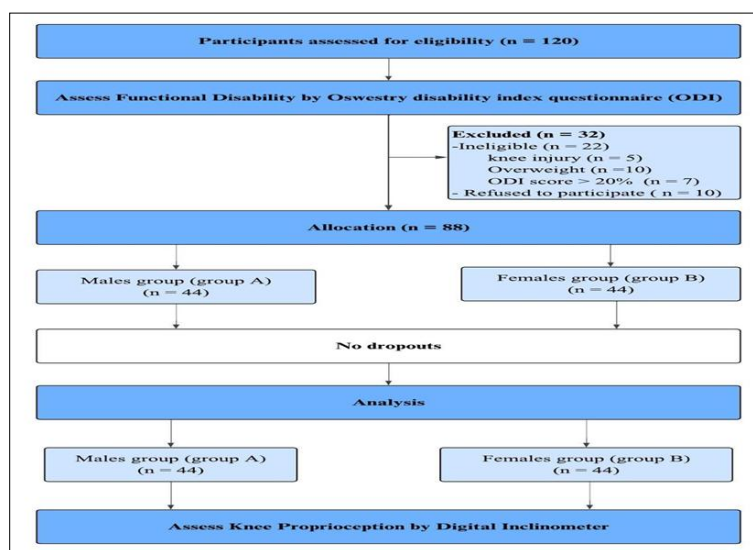 Participants assessed for eligibility (n = 120)
Assess Functional Disability by Oswestry disability index questionnaire (ODI)
Excluded (n = 32)
-Ineligible (n = 22)
knee injury (n = 5)
Overweight (n =10)
ODI score > 20% (n = 7)
- Refused to participate ( n = 10)
Allocation (n = 88)
Males group (group A)
(n = 44)
Females group (group B)
(n = 44)
No dropouts
Analysis
Males group (group A)
(n = 44)
Females group (group B)
(n = 44)
Assess Knee Proprioception by Digital Inclinometer